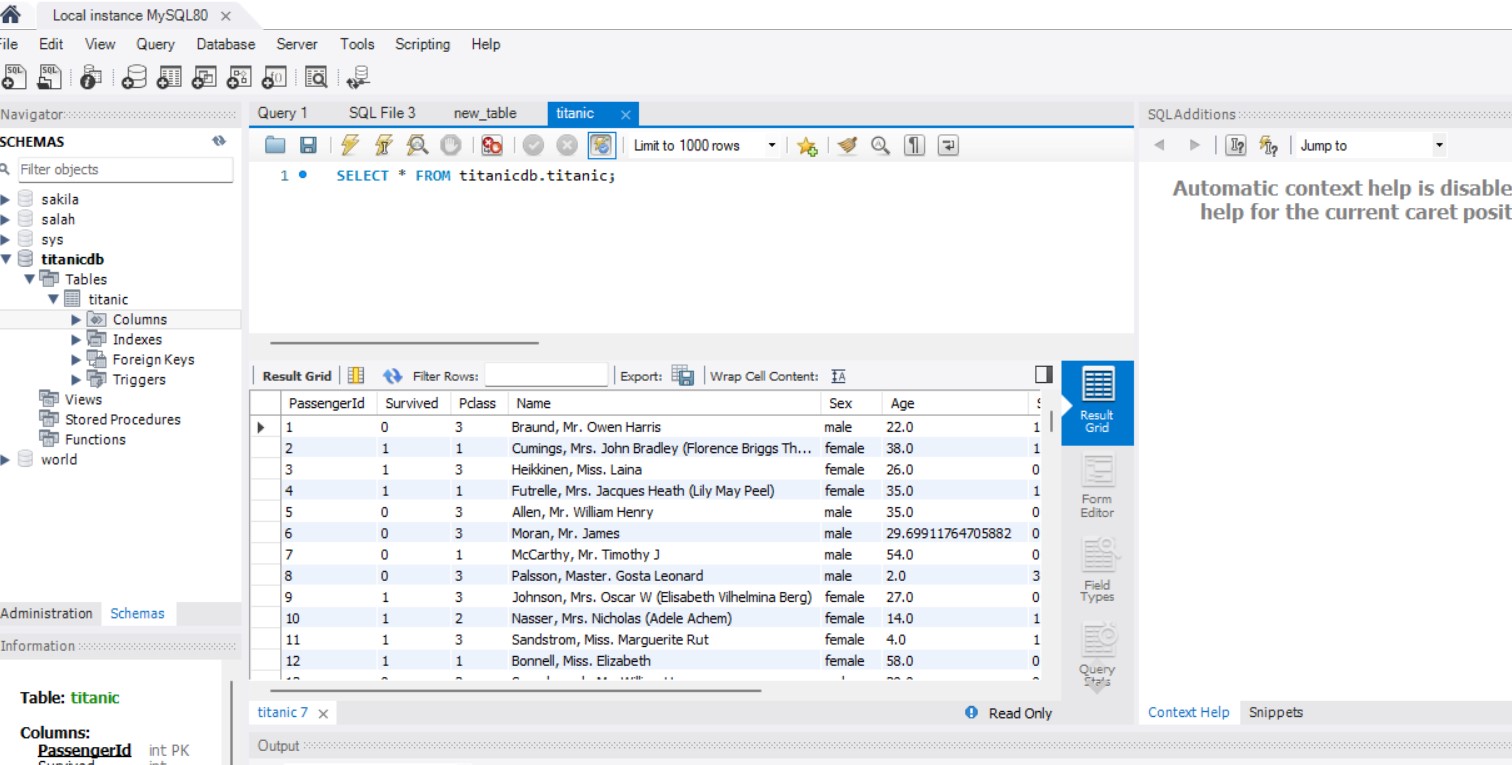 Local instance MySQL80
File Edit View Query Database Server Tools Scripting Help
Navigator
SCHEMAS
Filter objects
sakila
salah
sys
titanicdb
Tables
titanic
Columns
Indexes
Foreign Keys
Triggers
Views
Stored Procedures
Functions
world
Administration Schemas
Information
Table: titanic
Columns:
PassengerId int PK
Survived int
Query 1 SQL File 3 new_table titanic
Limit to 1000 rows
1 SELECT * FROM titanicdb.titanic;
Result Grid Filter Rows: Export: Wrap Cell Content:
PassengerId Survived Pclass Name Sex Age
1 0 3 Braund, Mr. Owen Harris male 22.0 1
2 1 1 Cumings, Mrs. John Bradley (Florence Briggs Th... female 38.0 1
3 1 3 Heikkinen, Miss. Laina female 26.0 0
4 1 1 Futrelle, Mrs. Jacques Heath (Lily May Peel) female 35.0 1
5 0 3 Allen, Mr. William Henry male 35.0 0
6 0 3 Moran, Mr. James male 29.69911764705882 0
7 0 1 McCarthy, Mr. Timothy J male 54.0 0
8 0 3 Palsson, Master. Gosta Leonard male 2.0 3
9 1 3 Johnson, Mrs. Oscar W (Elisabeth Vilhelmina Berg) female 27.0 0
10 1 2 Nasser, Mrs. Nicholas (Adele Achem) female 14.0 1
11 1 3 Sandstrom, Miss. Marguerite Rut female 4.0 1
12 1 1 Bonnell, Miss. Elizabeth female 58.0 0
Result
Grid
Form
Editor
Field
Types
Query
Stats
titanic 7
Read Only
Output
SQLAdditions
Jump to
Automatic context help is disable
help for the current caret posit
Context Help Snippets